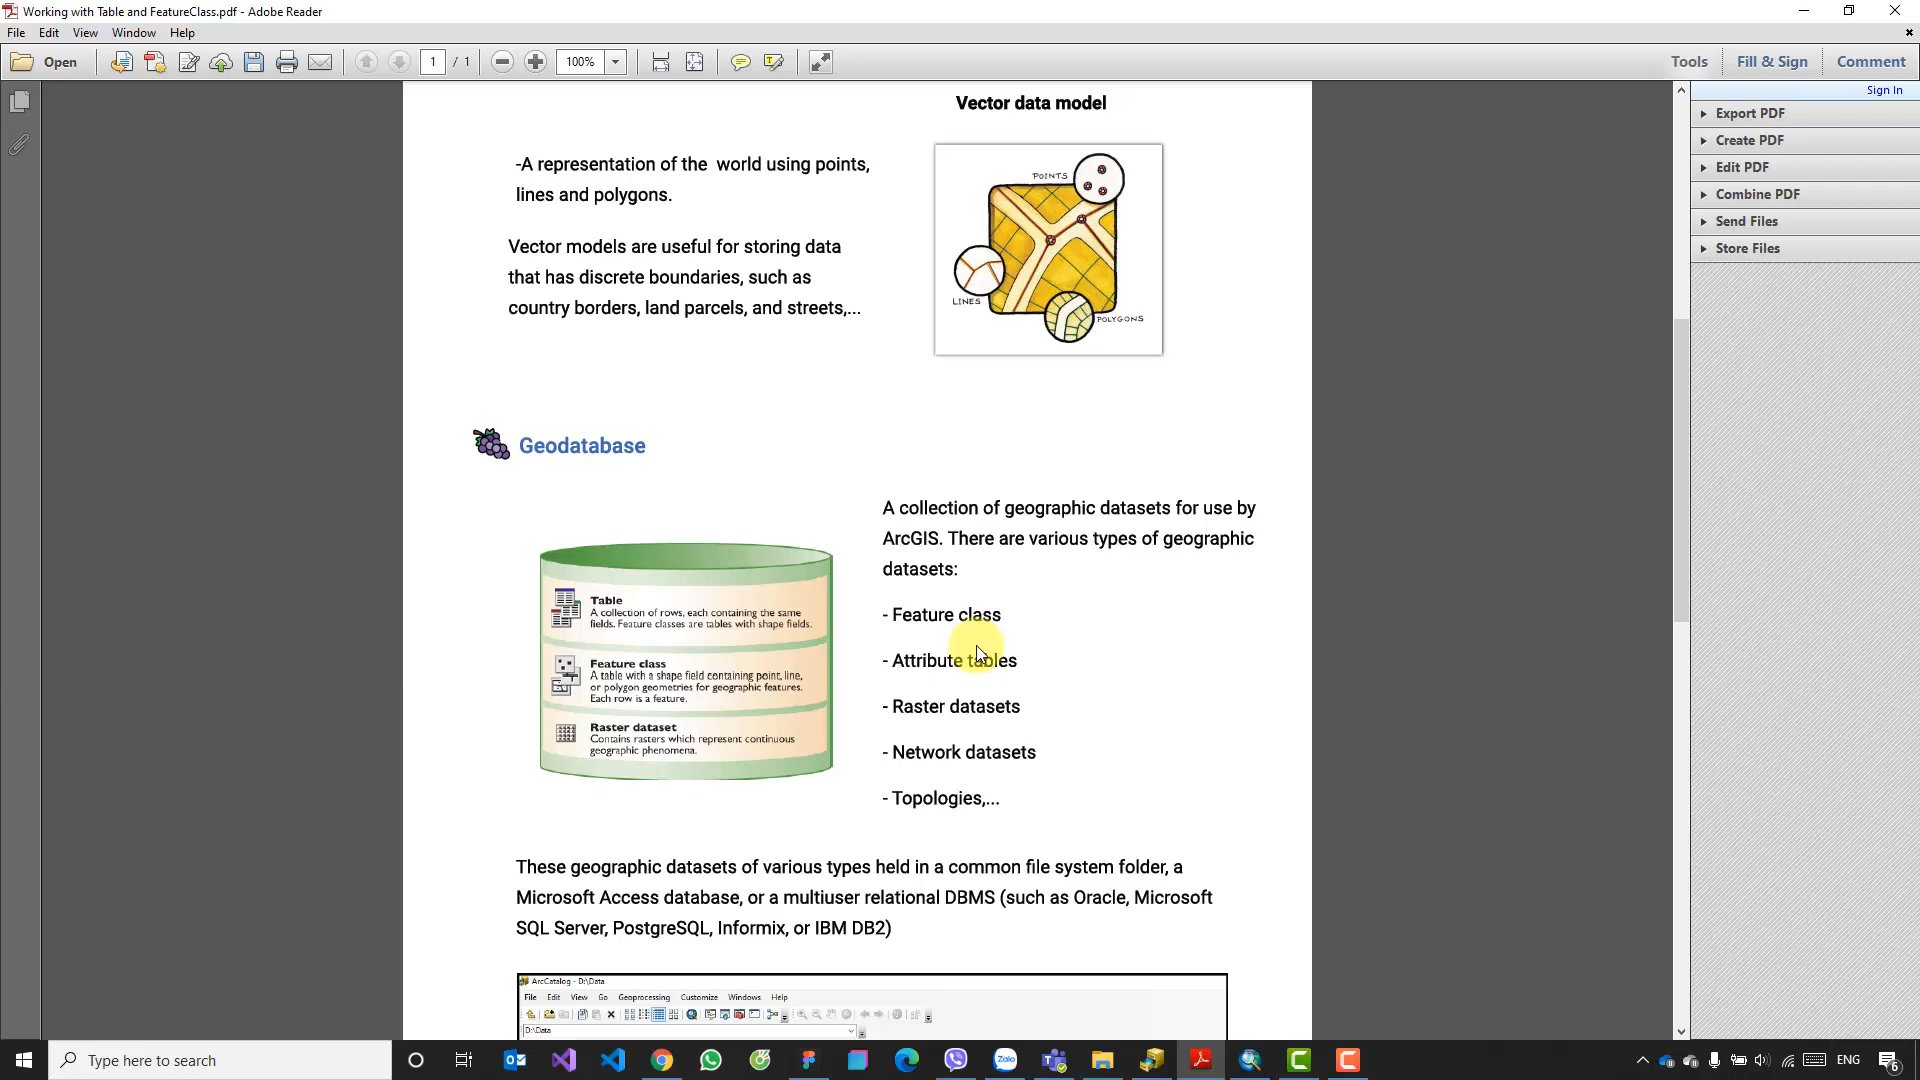 Working with Table and FeatureClass.pdf - Adobe Reader
File Edit View Window Help
Open
1 / 1
100%
Tools
Fill & Sign
Comment
Sign In
Export PDF
Create PDF
Edit PDF
Combine PDF
Send Files
Store Files
Vector data model
-A representation of the world using points,
lines and polygons.
Vector models are useful for storing data
that has discrete boundaries, such as
country borders, land parcels, and streets,...
POINTS
LINES
POLYGONS
Geodatabase
A collection of geographic datasets for use by
ArcGIS. There are various types of geographic
datasets:
- Feature class
- Attribute tables
- Raster datasets
- Network datasets
- Topologies,...
Table
A collection of rows, each containing the same
fields. Feature classes are tables with shape fields.
Feature class
A table with a shape field containing point, line,
or polygon geometries for geographic features.
Each row is a feature.
Raster dataset
Contains rasters which represent continuous
geographic phenomena.
These geographic datasets of various types held in a common file system folder, a
Microsoft Access database, or a multiuser relational DBMS (such as Oracle, Microsoft
SQL Server, PostgreSQL, Informix, or IBM DB2)
ArcCatalog - D:\Data
File Edit View Go Geoprocessing Customize Windows Help
D:\Data
Type here to search
Zalo
ENG
6